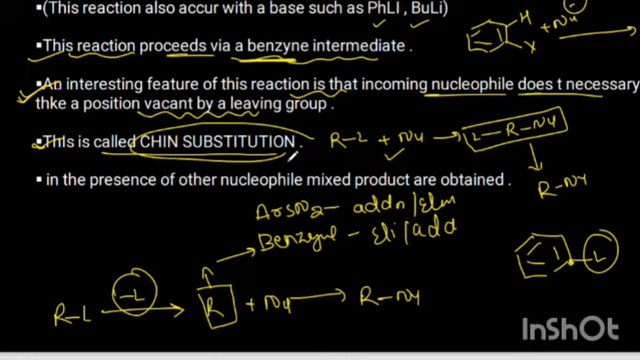 (This reaction also occur with a base such as PhLI , BuLi)
H
+ Nu
X
▪ This reaction proceeds via a benzyne intermediate .
▪ An interesting feature of this reaction is that incoming nucleophile does t necessary
thke a position vacant by a leaving group .
▪ This is called CHIN SUBSTITUTION . R-L + Nu → L-R-Nu
R-Nu
▪ in the presence of other nucleophile mixed product are obtained .
ArSN2- addn/Elm
Benzyne - Eli/add
L
R-L -L → R + Nu → R-Nu
InShOt